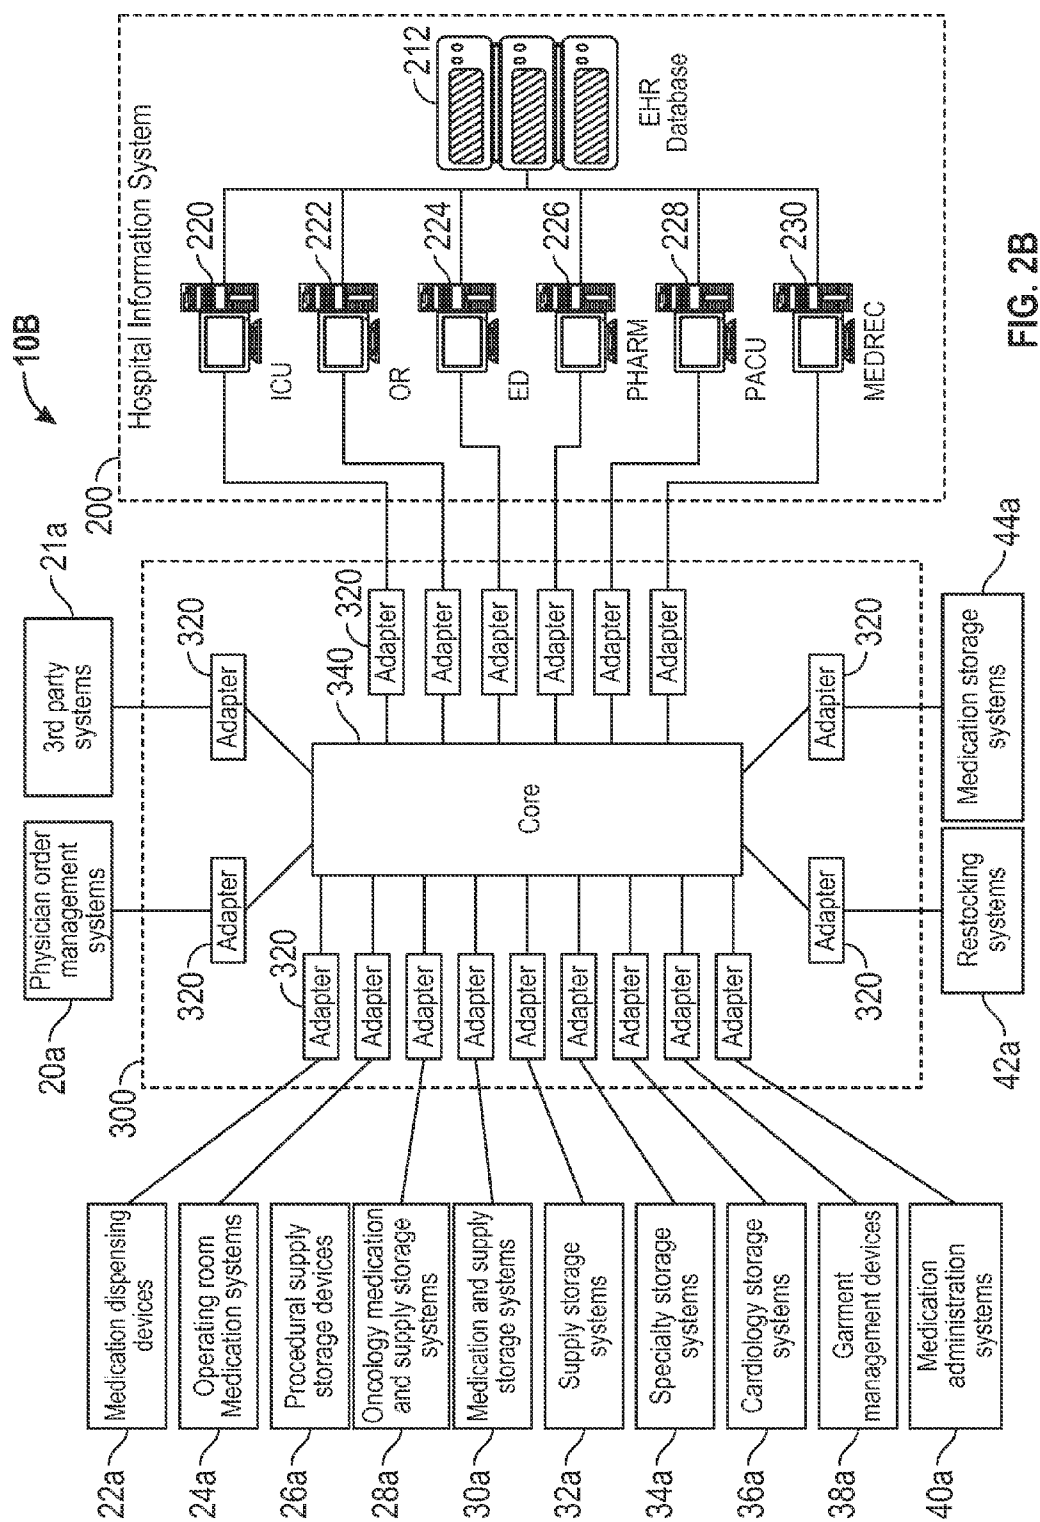 10B
20a
Physician order
management
systems
21a
3rd party
systems
300
200
Hospital Information System
320
Adapter
320
Adapter
22a
Medication dispensing
devices
24a
Operating room
Medication systems
26a
Procedural supply
storage devices
28a
Oncology medication
and supply storage
systems
30a
Medication and supply
storage systems
32a
Supply storage
systems
34a
Specialty storage
systems
36a
Cardiology storage
systems
38a
Garment
management devices
40a
Medication
administration
systems
320
Adapter
Adapter
Adapter
Adapter
Adapter
Adapter
Adapter
Adapter
Adapter
340
Core
320
Adapter
Adapter
Adapter
Adapter
Adapter
Adapter
ICU
220
OR
222
ED
224
PHARM
226
PACU
228
MEDREC
230
212
EHR
Database
Adapter
320
Adapter
320
42a
Restocking
systems
Medication storage
systems
44a
FIG. 2B